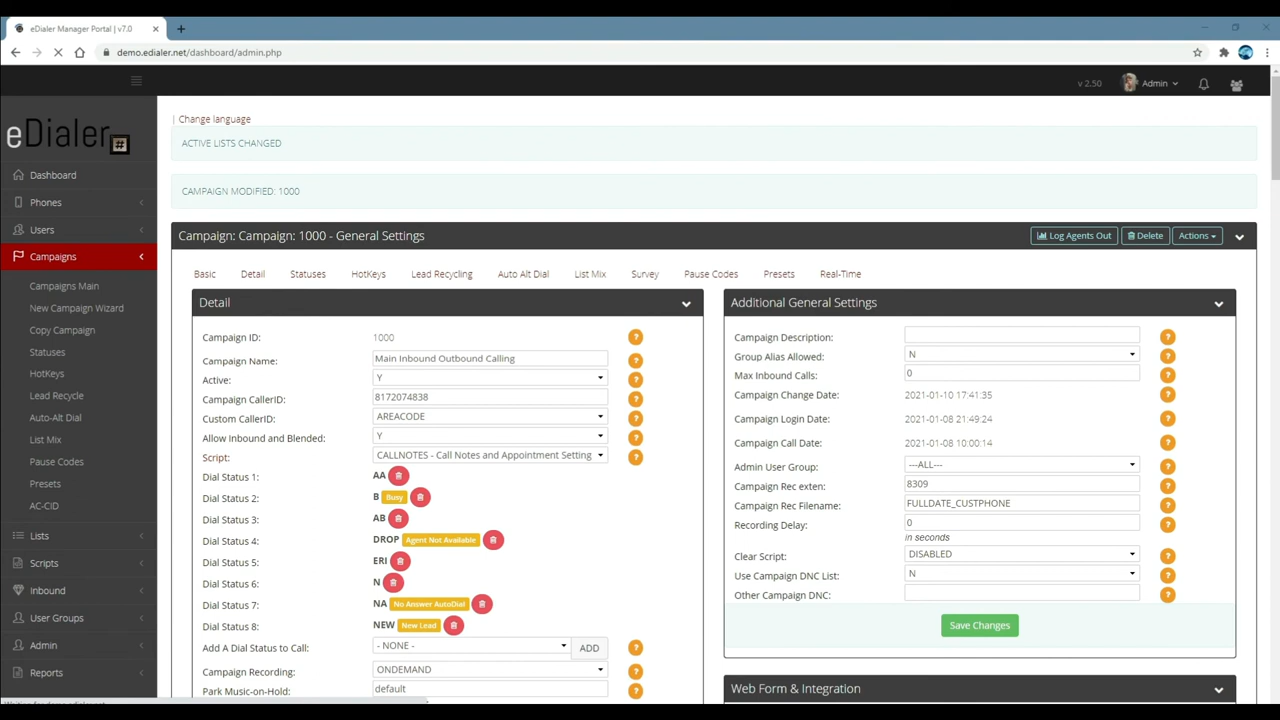 eDialer Manager Portal | v7.0
demo.edialer.net/dashboard/admin.php
v 2.50 Admin
eDialer #
Dashboard
Phones
Users
Campaigns
Campaigns Main
New Campaign Wizard
Copy Campaign
Statuses
HotKeys
Lead Recycle
Auto-Alt Dial
List Mix
Pause Codes
Presets
AC-CID
Lists
Scripts
Inbound
User Groups
Admin
Reports
| Change language
ACTIVE LISTS CHANGED
CAMPAIGN MODIFIED: 1000
Campaign: Campaign: 1000 - General Settings
Log Agents Out Delete Actions
Basic Detail Statuses HotKeys Lead Recycling Auto Alt Dial List Mix Survey Pause Codes Presets Real-Time
Detail
Campaign ID: 1000 ?
Campaign Name: Main Inbound Outbound Calling ?
Active: Y ?
Campaign CallerID: 8172074838 ?
Custom CallerID: AREACODE ?
Allow Inbound and Blended: Y ?
Script: CALLNOTES - Call Notes and Appointment Setting ?
Dial Status 1: AA
Dial Status 2: B Busy
Dial Status 3: AB
Dial Status 4: DROP Agent Not Available
Dial Status 5: ERI
Dial Status 6: N
Dial Status 7: NA No Answer AutoDial
Dial Status 8: NEW New Lead
Add A Dial Status to Call: - NONE - ADD ?
Campaign Recording: ONDEMAND ?
Park Music-on-Hold: default ?
Additional General Settings
Campaign Description: ?
Group Alias Allowed: N ?
Max Inbound Calls: 0 ?
Campaign Change Date: 2021-01-10 17:41:35 ?
Campaign Login Date: 2021-01-08 21:49:24 ?
Campaign Call Date: 2021-01-08 10:00:14 ?
Admin User Group: ---ALL--- ?
Campaign Rec exten: 8309 ?
Campaign Rec Filename: FULLDATE_CUSTPHONE ?
Recording Delay: 0 ?
in seconds
Clear Script: DISABLED ?
Use Campaign DNC List: N ?
Other Campaign DNC: ?
Save Changes
Web Form & Integration